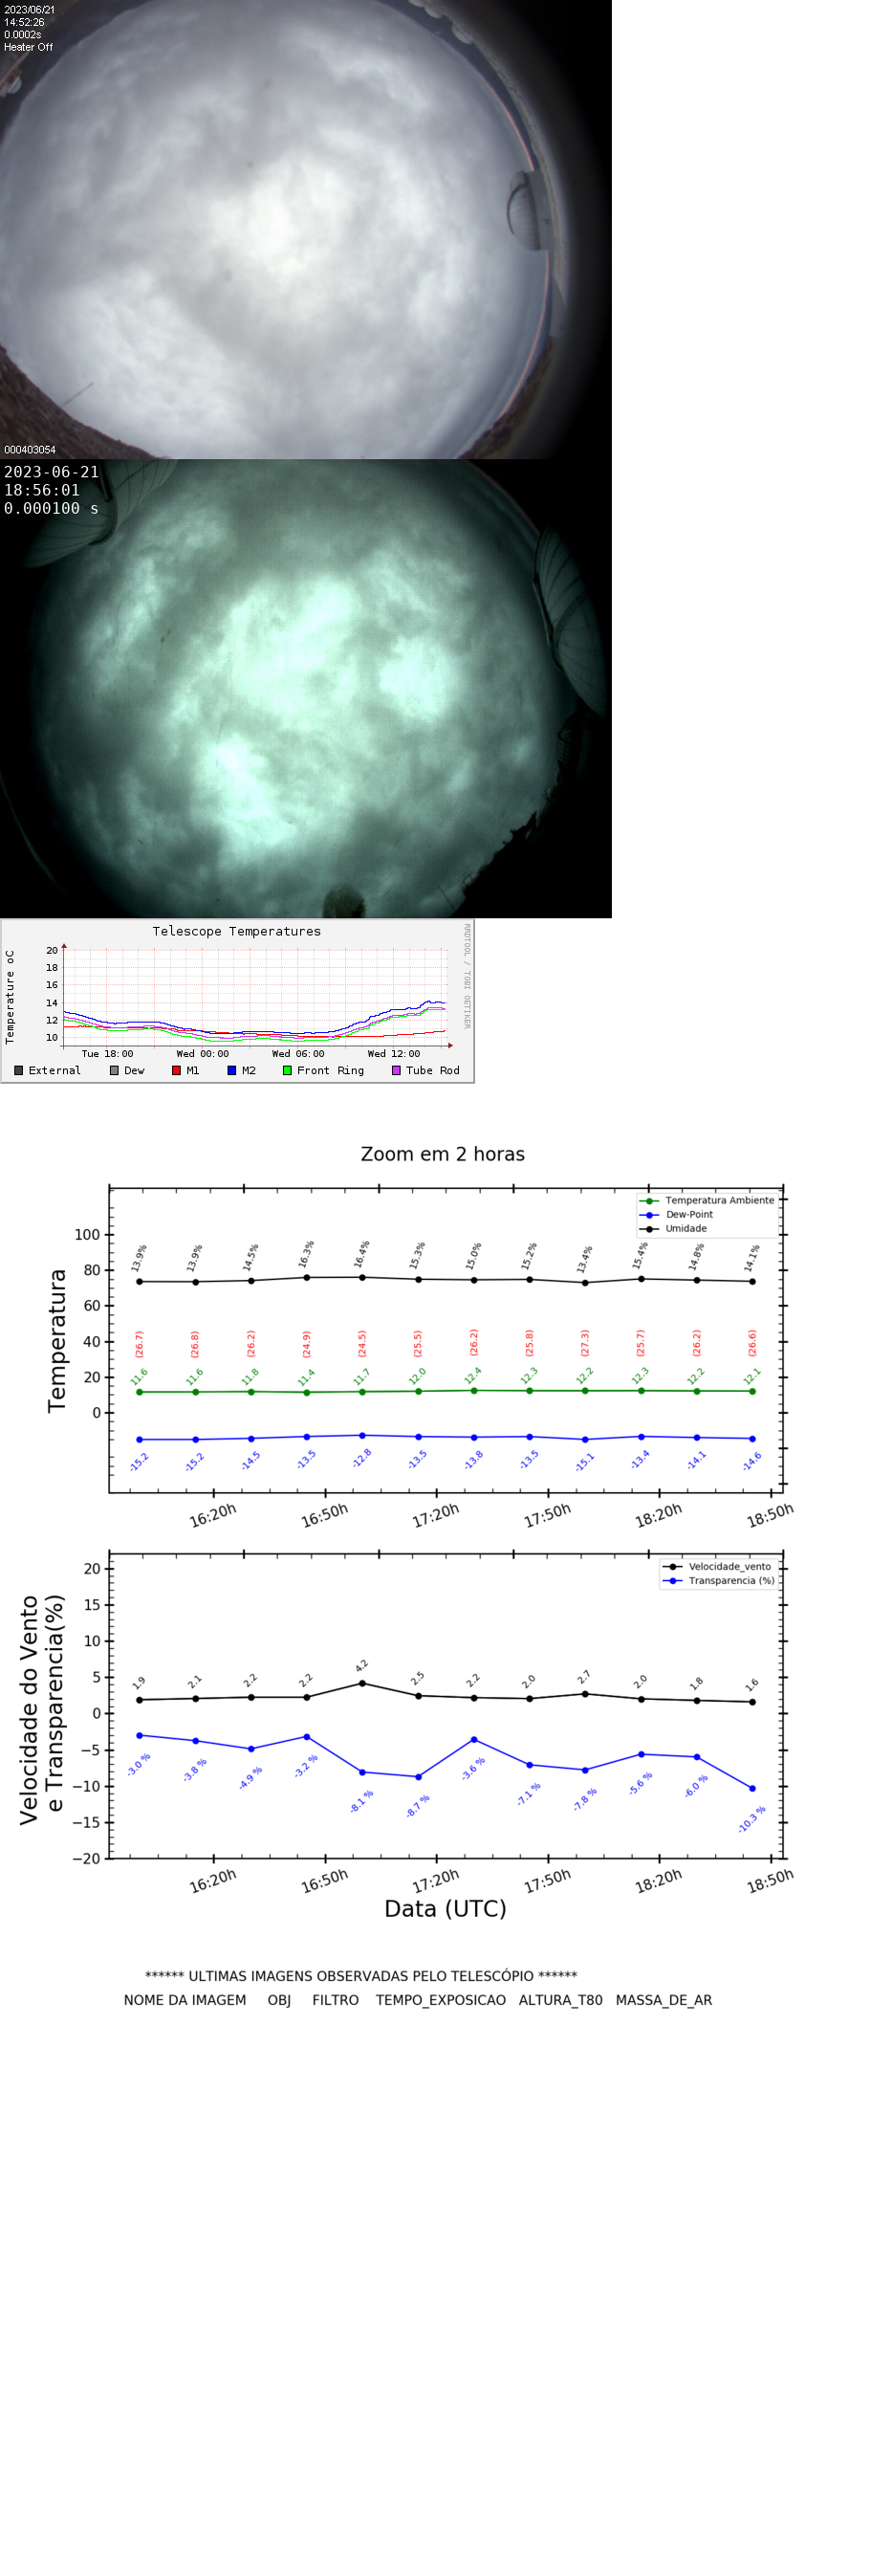 2023/06/21
14:52:26
0.0002s
Heater Off
000403054
2023-06-21
18:56:01
0.000100 s
Telescope Temperatures
RRDTOOL / TOBI OETIKER
Temperature oC
20
18
16
14
12
10
Tue 18:00 Wed 00:00 Wed 06:00 Wed 12:00
External Dew M1 M2 Front Ring Tube Rod
Zoom em 2 horas
Temperatura Ambiente
Dew-Point
Umidade
Temperatura
100
80
60
40
20
0
13.9% 13.9% 14.5% 16.3% 16.4% 15.3% 15.0% 15.2% 13.4% 15.4% 14.8% 14.1%
(26.7) (26.8) (26.2) (24.9) (24.5) (25.5) (26.2) (25.8) (27.3) (25.7) (26.2) (26.6)
11.6 11.6 11.8 11.4 11.7 12.0 12.4 12.3 12.2 12.3 12.2 12.1
-15.2 -15.2 -14.5 -13.5 -12.8 -13.5 -13.8 -13.5 -15.1 -13.4 -14.1 -14.6
16:20h 16:50h 17:20h 17:50h 18:20h 18:50h
Velocidade_vento
Transparencia (%)
Velocidade do Vento
e Transparencia(%)
20
15
10
5
0
−5
−10
−15
−20
1.9 2.1 2.2 2.2 4.2 2.5 2.2 2.0 2.7 2.0 1.8 1.6
-3.0 % -3.8 % -4.9 % -3.2 % -8.1 % -8.7 % -3.6 % -7.1 % -7.8 % -5.6 % -6.0 % -10.3 %
16:20h 16:50h 17:20h 17:50h 18:20h 18:50h
Data (UTC)
****** ULTIMAS IMAGENS OBSERVADAS PELO TELESCÓPIO ******
NOME DA IMAGEM OBJ FILTRO TEMPO_EXPOSICAO ALTURA_T80 MASSA_DE_AR